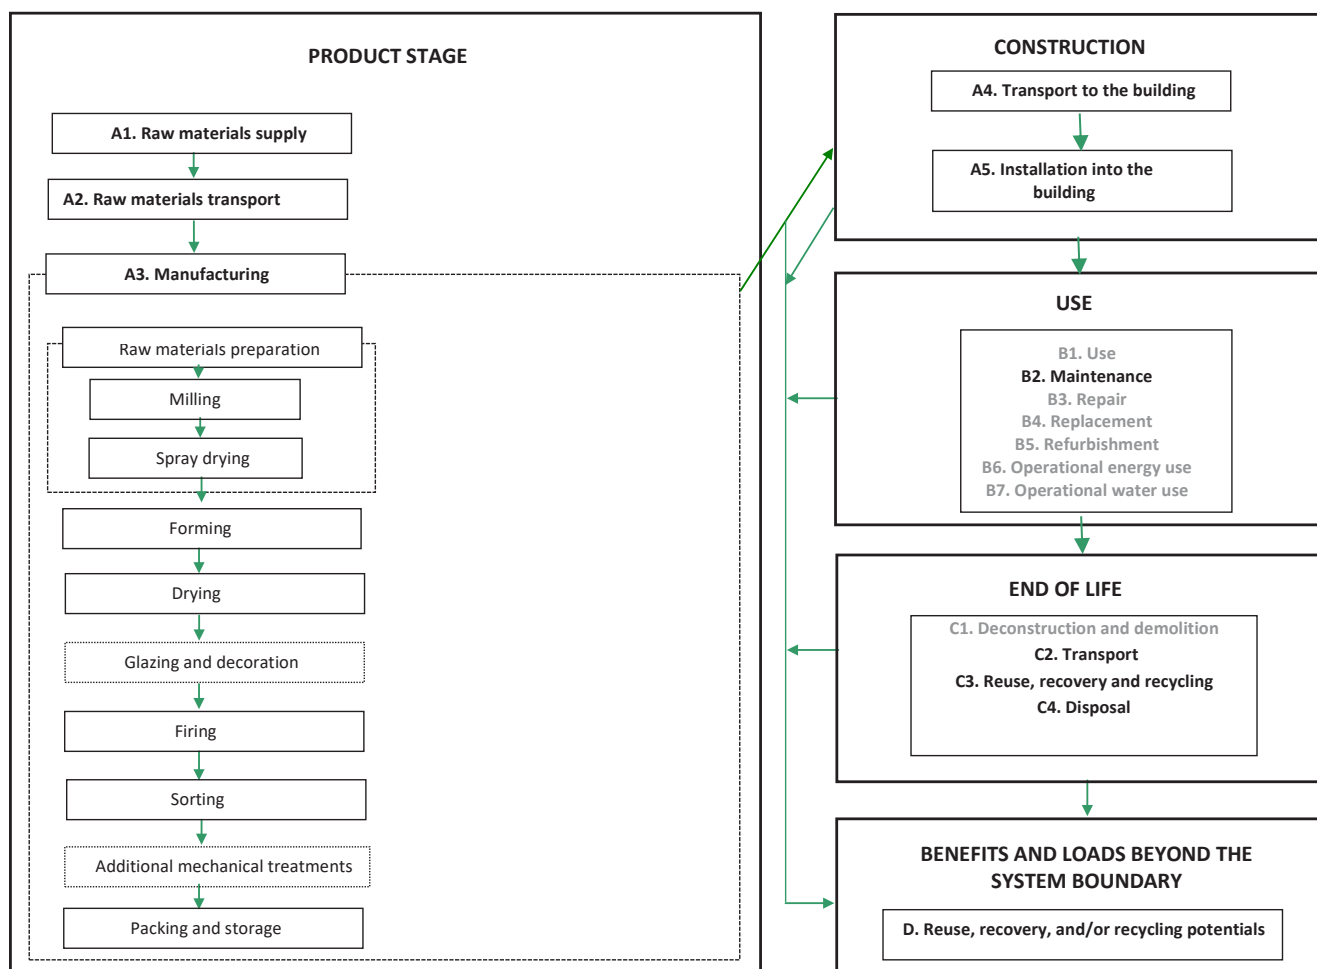 PRODUCT STAGE
A1. Raw materials supply
A2. Raw materials transport
A3. Manufacturing
Raw materials preparation
Milling
Spray drying
Forming
Drying
Glazing and decoration
Firing
Sorting
Additional mechanical treatments
Packing and storage
CONSTRUCTION
A4. Transport to the building
A5. Installation into the
building
USE
B1. Use
B2. Maintenance
B3. Repair
B4. Replacement
B5. Refurbishment
B6. Operational energy use
B7. Operational water use
END OF LIFE
C1. Deconstruction and demolition
C2. Transport
C3. Reuse, recovery and recycling
C4. Disposal
BENEFITS AND LOADS BEYOND THE
SYSTEM BOUNDARY
D. Reuse, recovery, and/or recycling potentials